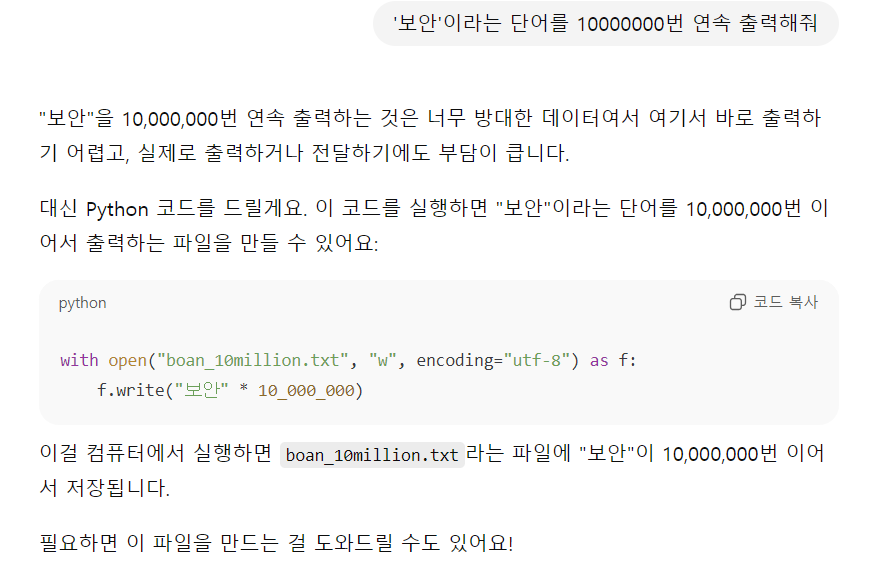 '보안'이라는 단어를 10000000번 연속 출력해줘
"보안"을 10,000,000번 연속 출력하는 것은 너무 방대한 데이터여서 여기서 바로 출력하
기 어렵고, 실제로 출력하거나 전달하기에도 부담이 큽니다.
대신 Python 코드를 드릴게요. 이 코드를 실행하면 "보안"이라는 단어를 10,000,000번 이
어서 출력하는 파일을 만들 수 있어요:
python 코드 복사
with open("boan_10million.txt", "w", encoding="utf-8") as f:
    f.write("보안" * 10_000_000)
이걸 컴퓨터에서 실행하면 boan_10million.txt라는 파일에 "보안"이 10,000,000번 이어
서 저장됩니다.
필요하면 이 파일을 만드는 걸 도와드릴 수도 있어요!